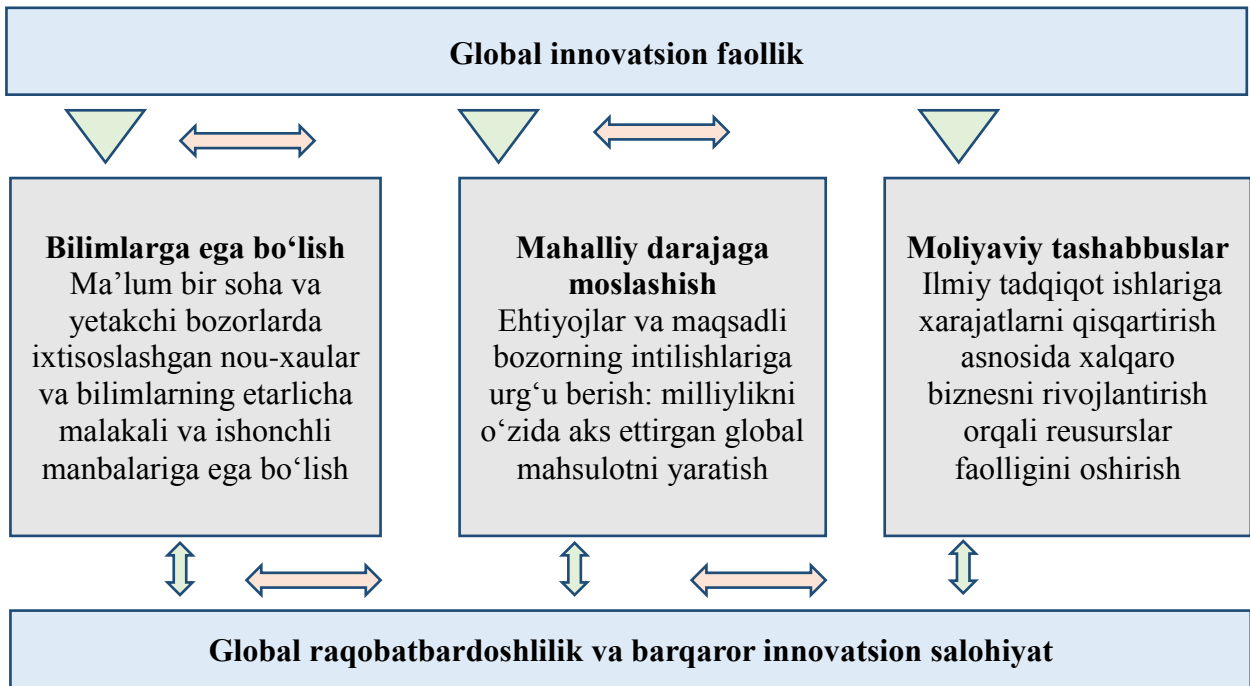 Global innovatsion faollik
Bilimlarga ega bo‘lish
Ma’lum bir soha va
yetakchi bozorlarda
ixtisoslashgan nou-xaular
va bilimlarning etarlicha
malakali va ishonchli
manbalariga ega bo‘lish
Mahalliy darajaga
moslashish
Ehtiyojlar va maqsadli
bozorning intilishlariga
urg‘u berish: milliylikni
o‘zida aks ettirgan global
mahsulotni yaratish
Moliyaviy tashabbuslar
Ilmiy tadqiqot ishlariga
xarajatlarni qisqartirish
asnosida xalqaro
biznesni rivojlantirish
orqali reusurslar
faolligini oshirish
Global raqobatbardoshlilik va barqaror innovatsion salohiyat